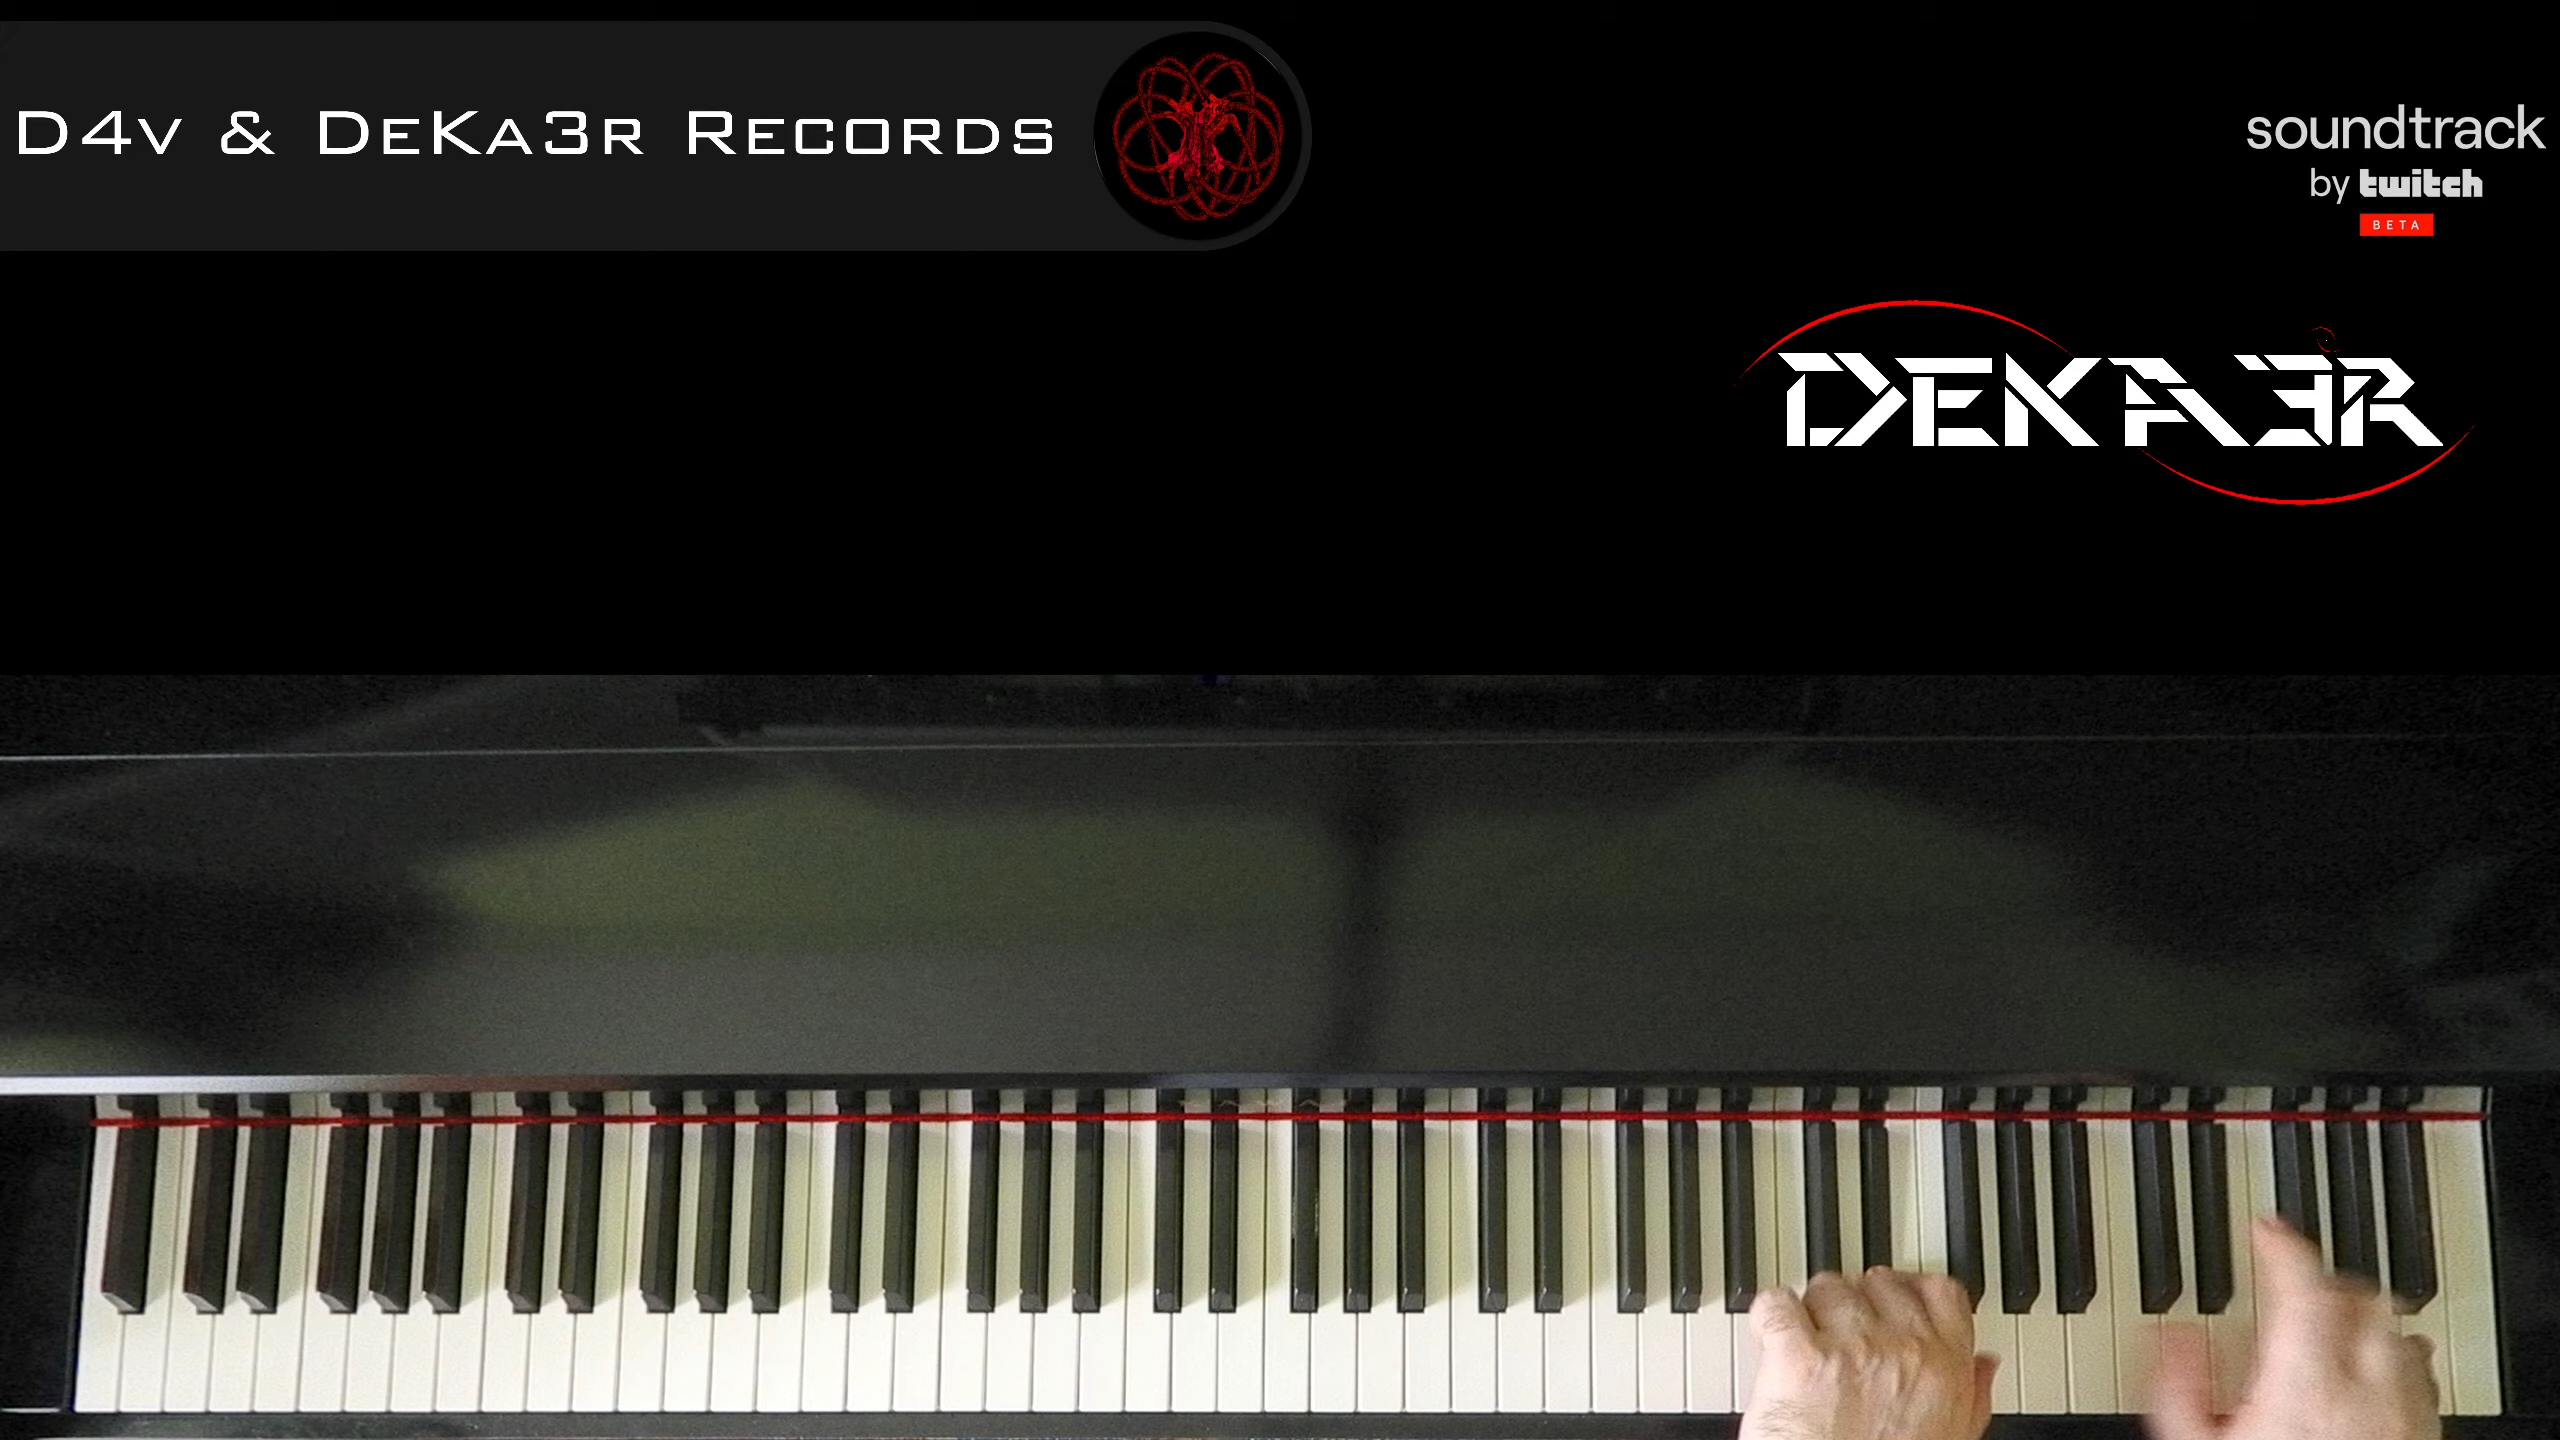 D4v & DeKa3r Records
soundtrack
by twitch
BETA
DEKA3R